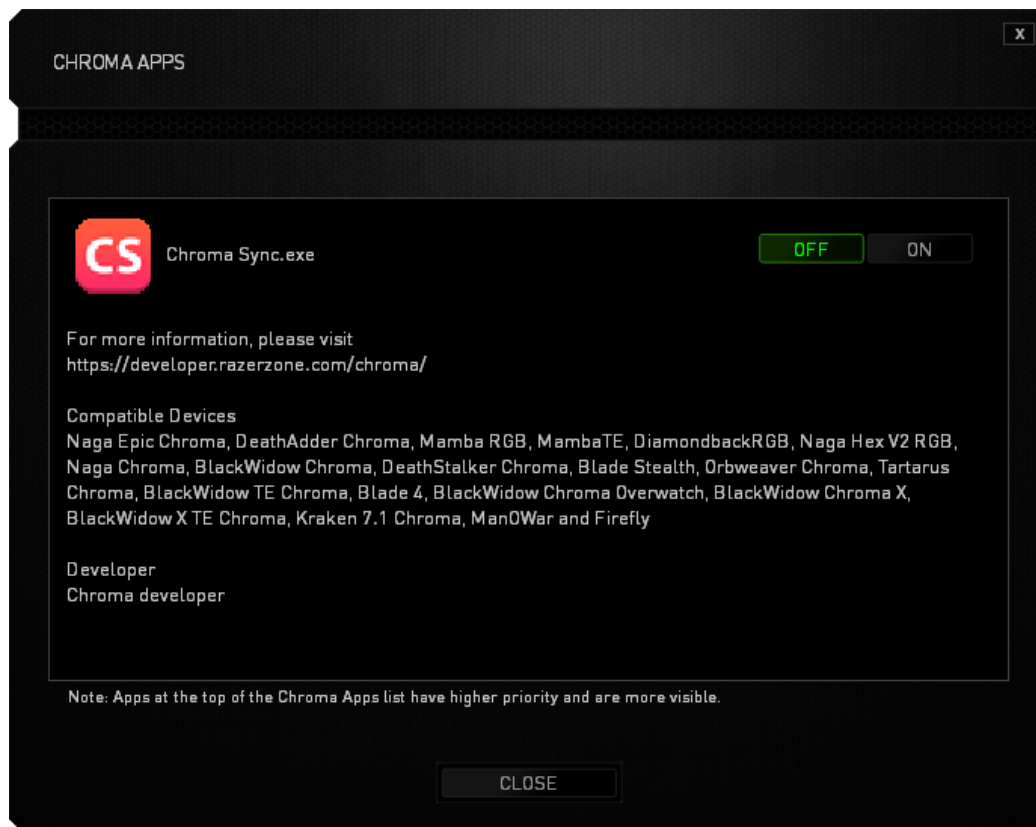 X
CHROMA APPS
CS
Chroma Sync.exe
OFF
ON
For more information, please visit
https://developer.razerzone.com/chroma/
Compatible Devices
Naga Epic Chroma, DeathAdder Chroma, Mamba RGB, MambaTE, DiamondbackRGB, Naga Hex V2 RGB,
Naga Chroma, BlackWidow Chroma, DeathStalker Chroma, Blade Stealth, Orbweaver Chroma, Tartarus
Chroma, BlackWidow TE Chroma, Blade 4, BlackWidow Chroma Overwatch, BlackWidow Chroma X,
BlackWidow X TE Chroma, Kraken 7.1 Chroma, ManOWar and Firefly
Developer
Chroma developer
Note: Apps at the top of the Chroma Apps list have higher priority and are more visible.
CLOSE